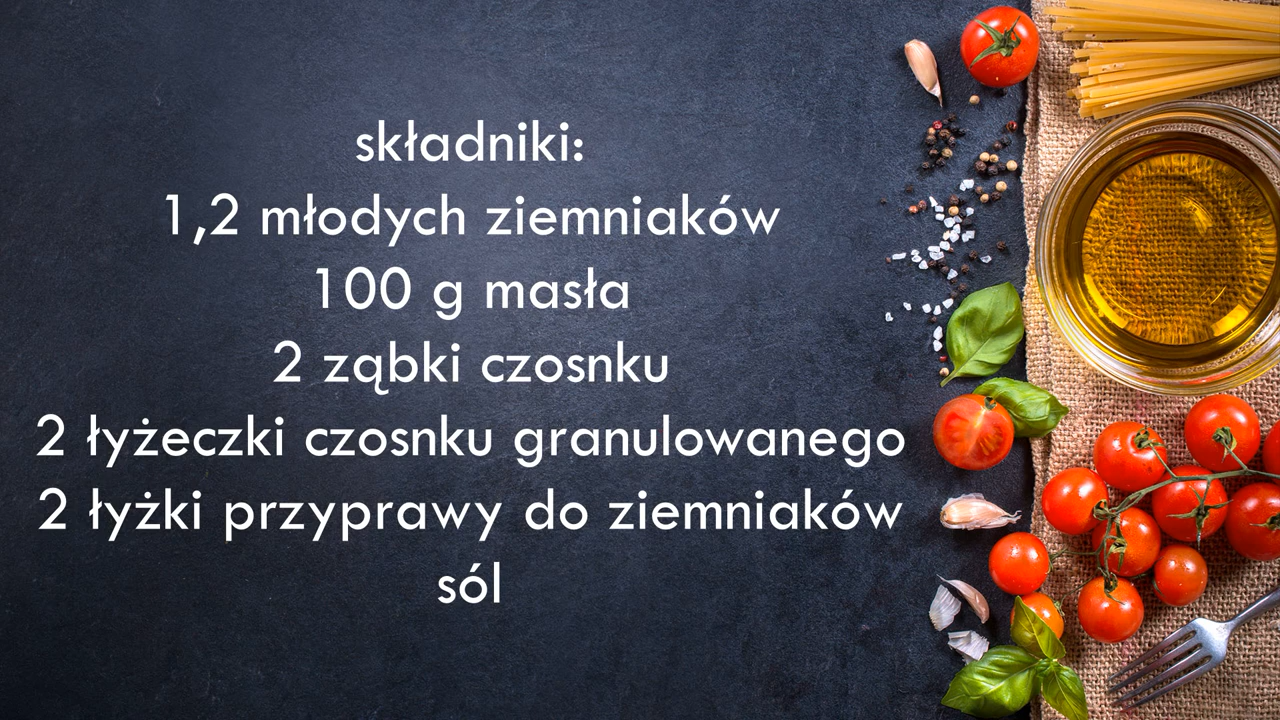 składniki:
1,2 młodych ziemniaków
100 g masła
2 ząbki czosnku
2 łyżeczki czosnku granulowanego
2 łyżki przyprawy do ziemniaków
sól